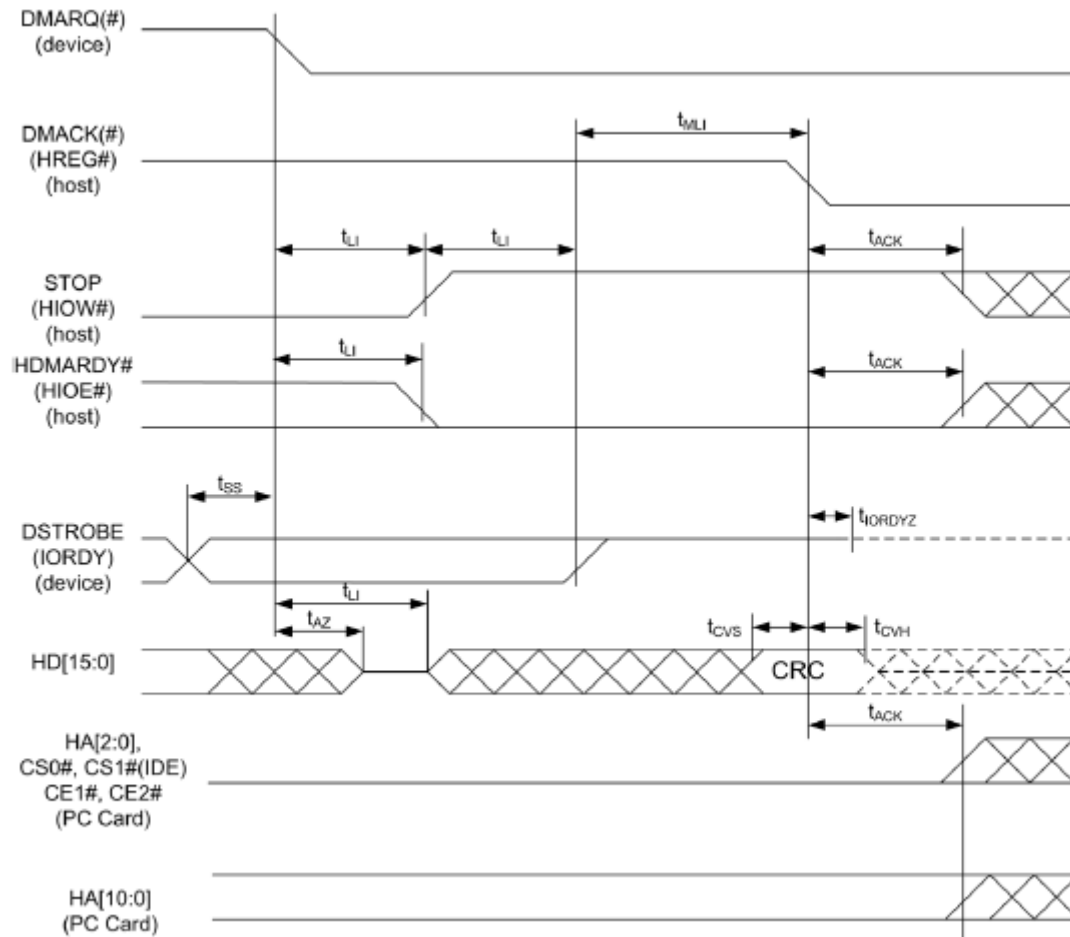 DMARQ(#)
(device)
DMACK(#)
(HREG#)
(host)
tMLI
tLI
tLI
tACK
STOP
(HIOW#)
(host)
tLI
tACK
HDMARDY#
(HIOE#)
(host)
tSS
tIORDYZ
DSTROBE
(IORDY)
(device)
tLI
tAZ
tCVS
tCVH
HD[15:0]
CRC
tACK
HA[2:0],
CS0#, CS1#(IDE)
CE1#, CE2#
(PC Card)
HA[10:0]
(PC Card)